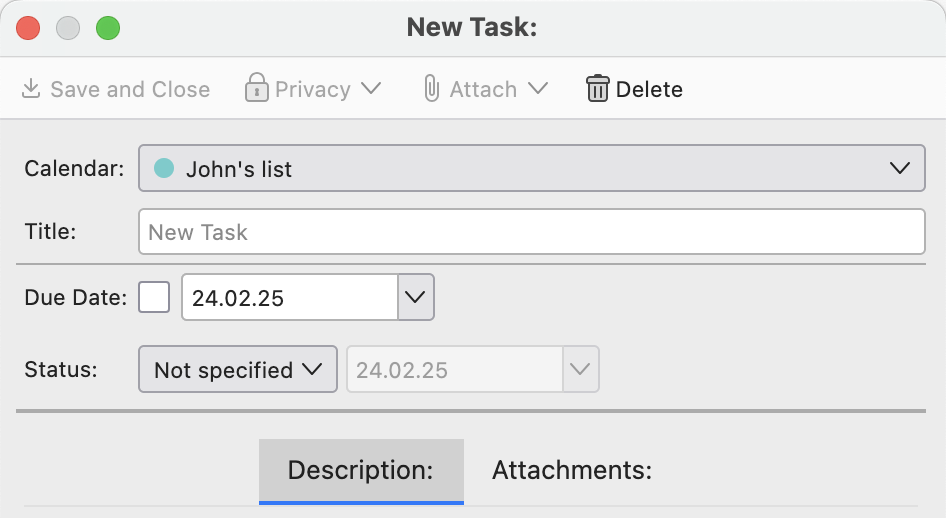 New Task:
Save and Close Privacy Attach Delete
Calendar: John's list
Title: New Task
Due Date: 24.02.25
Status: Not specified 24.02.25
Description: Attachments: